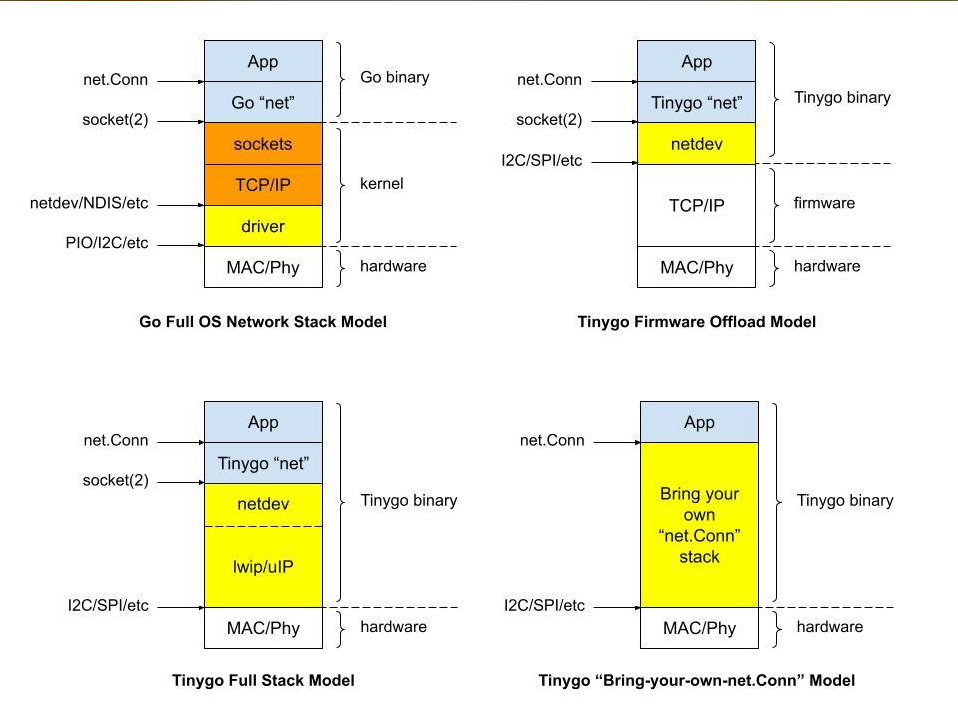 App
net.Conn
Go binary
Go “net”
socket(2)
sockets
TCP/IP
kernel
netdev/NDIS/etc
driver
PIO/I2C/etc
MAC/Phy
hardware
Go Full OS Network Stack Model
App
net.Conn
Tinygo “net”
Tinygo binary
socket(2)
netdev
I2C/SPI/etc
TCP/IP
firmware
MAC/Phy
hardware
Tinygo Firmware Offload Model
App
net.Conn
Tinygo “net”
socket(2)
netdev
Tinygo binary
lwip/uIP
I2C/SPI/etc
MAC/Phy
hardware
Tinygo Full Stack Model
App
net.Conn
Bring your
own
“net.Conn”
stack
Tinygo binary
I2C/SPI/etc
MAC/Phy
hardware
Tinygo “Bring-your-own-net.Conn” Model